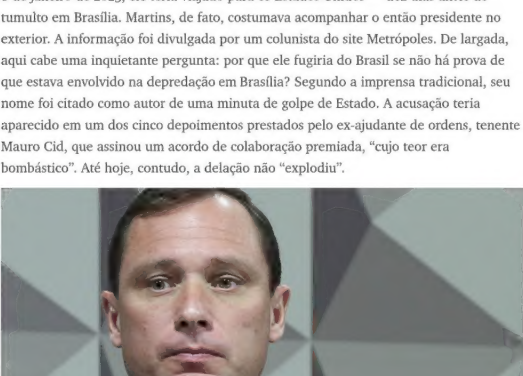 tumulto em Brasília. Martins, de fato, costumava acompanhar o então presidente no
exterior. A informação foi divulgada por um colunista do site Metrópoles. De largada,
aqui cabe uma inquietante pergunta: por que ele fugiria do Brasil se não há prova de
que estava envolvido na depredação em Brasília? Segundo a imprensa tradicional, seu
nome foi citado como autor de uma minuta de golpe de Estado. A acusação teria
aparecido em um dos cinco depoimentos prestados pelo ex-ajudante de ordens, tenente
Mauro Cid, que assinou um acordo de colaboração premiada, “cujo teor era
bombástico”. Até hoje, contudo, a delação não “explodiu”.